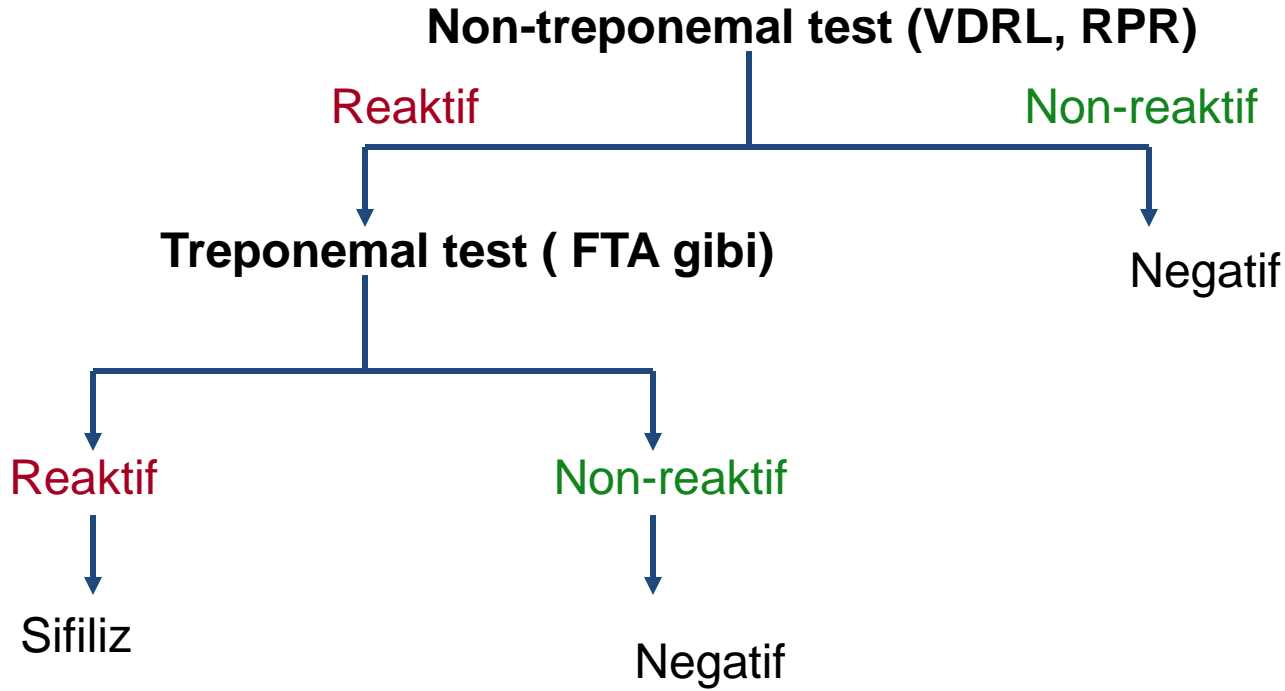 Non-treponemal test (VDRL, RPR)
Reaktif
Non-reaktif
Treponemal test ( FTA gibi)
Negatif
Reaktif
Non-reaktif
Sifiliz
Negatif